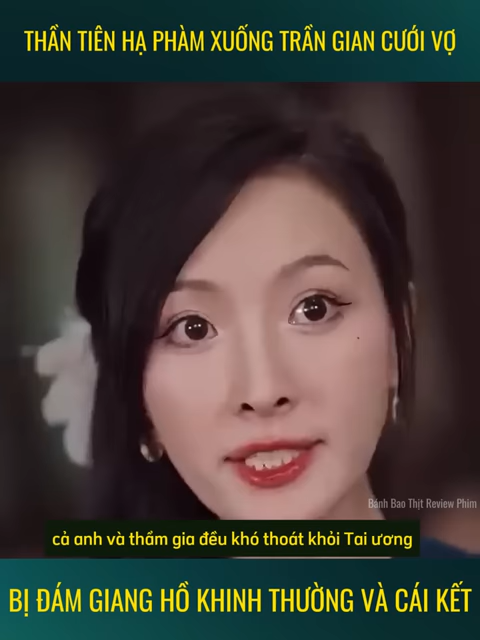 THẦN TIÊN HẠ PHÀM XUỐNG TRẦN GIAN CƯỚI VỢ
Bánh Bao Thịt Review Phim
cả anh và thẩm gia đều khó thoát khỏi Tai ương
BỊ ĐÁM GIANG HỒ KHINH THƯỜNG VÀ CÁI KẾT